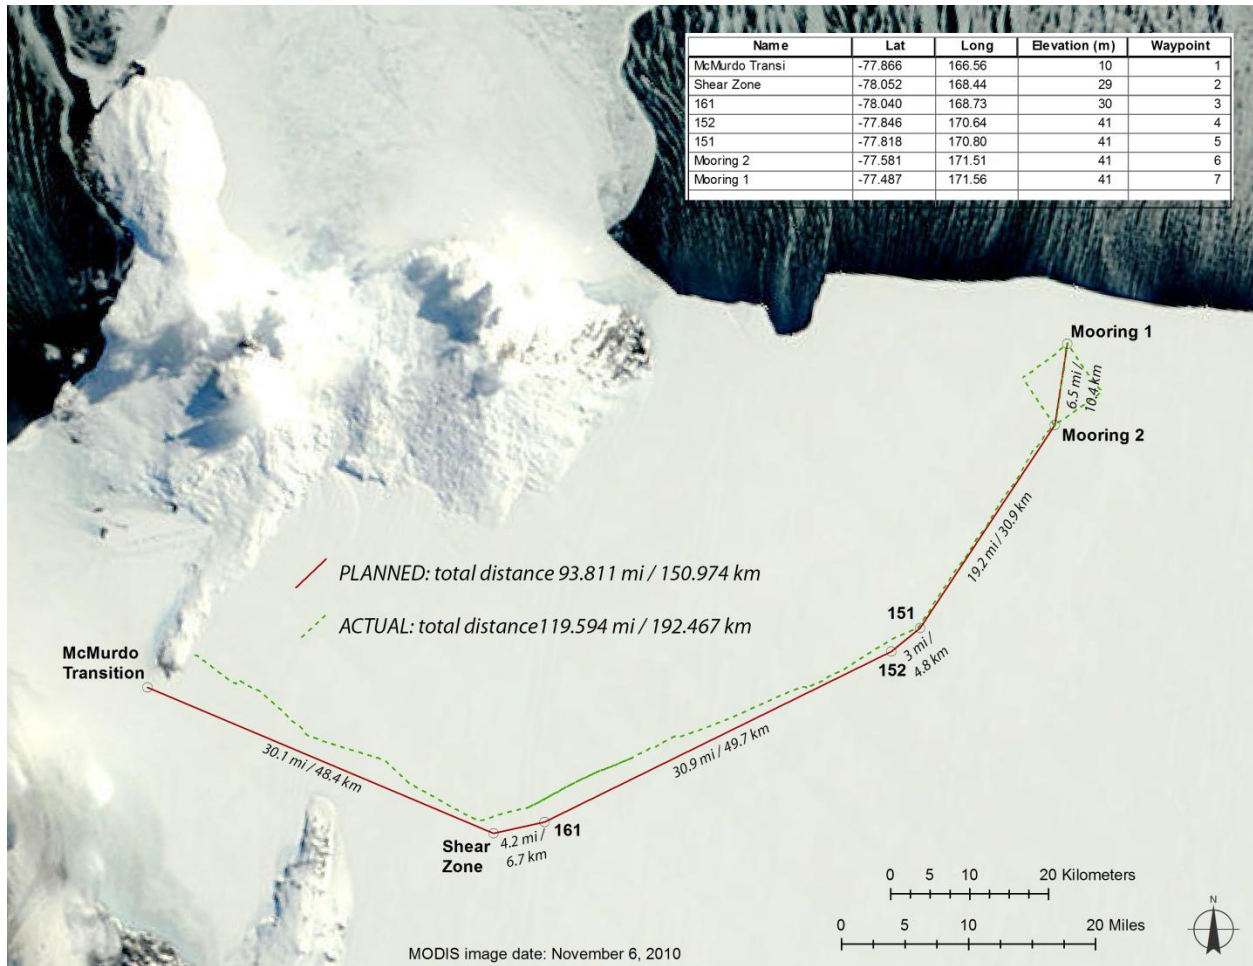 Name Lat Long Elevation (m) Waypoint
McMurdo Transi -77.866 166.56 10 1
Shear Zone -78.052 168.44 29 2
161 -78.040 168.73 30 3
152 -77.846 170.64 41 4
151 -77.818 170.80 41 5
Mooring 2 -77.581 171.51 41 6
Mooring 1 -77.487 171.56 41 7
Mooring 1
6.5 mi /
10.4 km
Mooring 2
19.2 mi / 30.9 km
PLANNED: total distance 93.811 mi / 150.974 km
ACTUAL: total distance119.594 mi / 192.467 km
151
3 mi /
4.8 km
152
McMurdo
Transition
30.1 mi / 48.4 km
30.9 mi / 49.7 km
161
4.2 mi /
6.7 km
Shear
Zone
0 5 10 20 Kilometers
0 5 10 20 Miles
N
MODIS image date: November 6, 2010